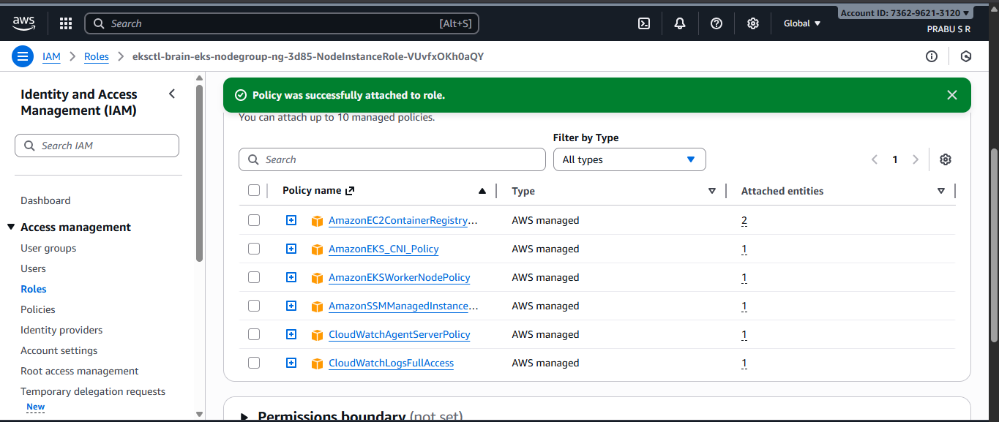 aws
Search [Alt+S]
Global
Account ID: 7362-9621-3120
PRABU S R
IAM > Roles > eksctl-brain-eks-nodegroup-ng-3d85-NodeInstanceRole-VUvfxOKh0aQY
Identity and Access
Management (IAM)
Search IAM
Dashboard
Access management
User groups
Users
Roles
Policies
Identity providers
Account settings
Root access management
Temporary delegation requests
New
Policy was successfully attached to role.
You can attach up to 10 managed policies.
Filter by Type
Search
All types
1
Policy name Type Attached entities
AmazonEC2ContainerRegistry... AWS managed 2
AmazonEKS_CNI_Policy AWS managed 1
AmazonEKSWorkerNodePolicy AWS managed 1
AmazonSSMManagedInstance... AWS managed 1
CloudWatchAgentServerPolicy AWS managed 1
CloudWatchLogsFullAccess AWS managed 1
Permissions boundary (not set)